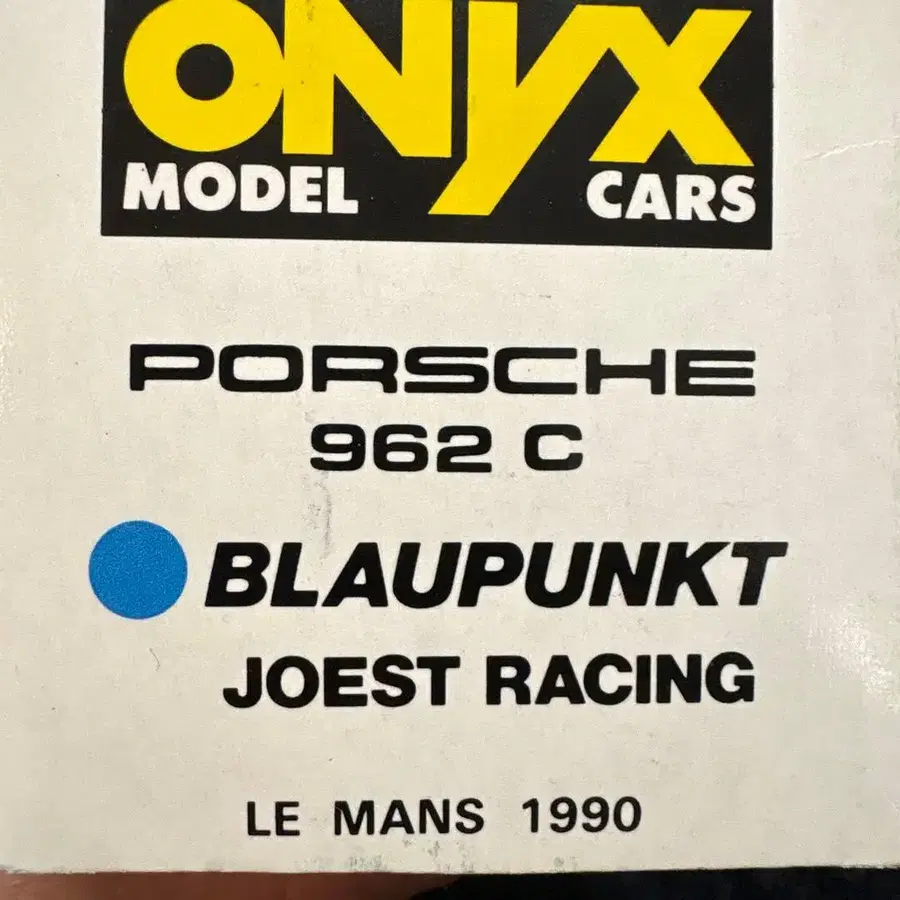 ONYX
MODEL CARS
PORSCHE
962 C
BLAUPUNKT
JOEST RACING
LE MANS 1990